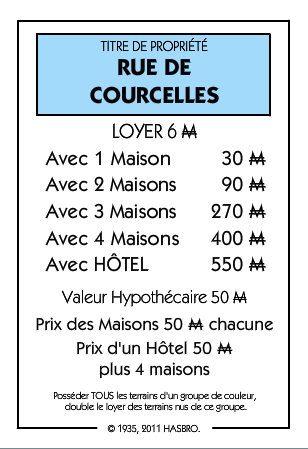 TITRE DE PROPRIÉTÉ
RUE DE
COURCELLES
LOYER 6 ₩
Avec 1 Maison 30 ₩
Avec 2 Maisons 90 ₩
Avec 3 Maisons 270 ₩
Avec 4 Maisons 400 ₩
Avec HÔTEL 550 ₩
Valeur Hypothécaire 50 ₩
Prix des Maisons 50 ₩ chacune
Prix d'un Hôtel 50 ₩
plus 4 maisons
Posséder TOUS les terrains d'un groupe de couleur,
double le loyer des terrains nus de ce groupe.
© 1935, 2011 HASBRO.